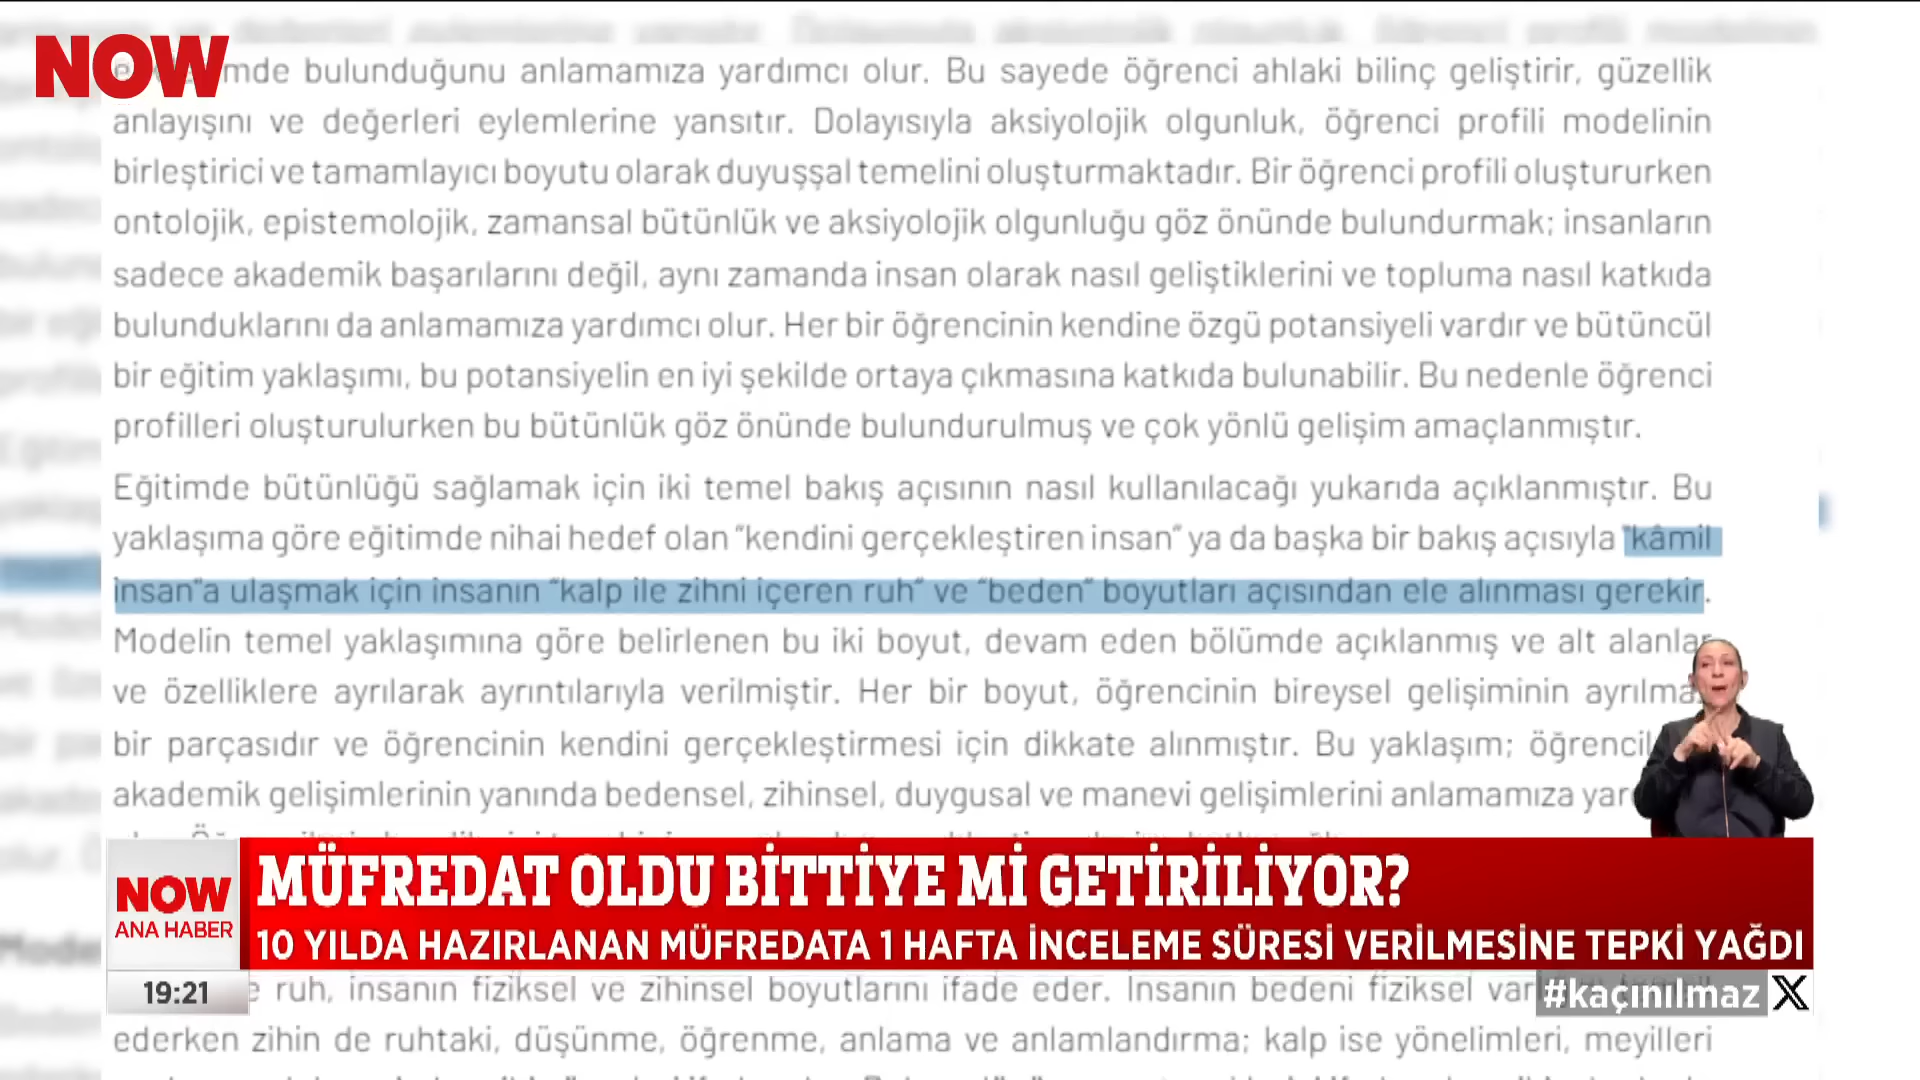 NOW
bulunduğunu anlamamıza yardımcı olur. Bu sayede öğrenci ahlaki bilinç geliştirir, güzellik
anlayışını ve değerleri eylemlerine yansıtır. Dolayısıyla aksiyolojik olgunluk, öğrenci profili modelinin
birleştirici ve tamamlayıcı boyutu olarak duyuşsal temelini oluşturmaktadır. Bir öğrenci profili oluştururken
ontolojik, epistemolojik, zamansal bütünlük ve aksiyolojik olgunluğu göz önünde bulundurmak; insanların
sadece akademik başarılarını değil, aynı zamanda insan olarak nasıl geliştiklerini ve topluma nasıl katkıda
bulunduklarını da anlamamıza yardımcı olur. Her bir öğrencinin kendine özgü potansiyeli vardır ve bütüncül
bir eğitim yaklaşımı, bu potansiyelin en iyi şekilde ortaya çıkmasına katkıda bulunabilir. Bu nedenle öğrenci
profilleri oluşturulurken bu bütünlük göz önünde bulundurulmuş ve çok yönlü gelişim amaçlanmıştır.
Eğitimde bütünlüğü sağlamak için iki temel bakış açısının nasıl kullanılacağı yukarıda açıklanmıştır. Bu
yaklaşıma göre eğitimde nihai hedef olan "kendini gerçekleştiren insan" ya da başka bir bakış açısıyla "kâmil
insan"a ulaşmak için insanın "kalp ile zihni içeren ruh" ve "beden" boyutları açısından ele alınması gerekir.
Modelin temel yaklaşımına göre belirlenen bu iki boyut, devam eden bölümde açıklanmış ve alt alanlar
ve özelliklere ayrılarak ayrıntılarıyla verilmiştir. Her bir boyut, öğrencinin bireysel gelişiminin
bir parçasıdır ve öğrencinin kendini gerçekleştirmesi için dikkate alınmıştır. Bu yaklaşım;
akademik gelişimlerinin yanında bedensel, zihinsel, duygusal ve manevi gelişimlerini anlamamıza
NOW
ANA HABER
MÜFREDAT OLDU BİTTİYE Mİ GETİRİLİYOR?
10 YILDA HAZIRLANAN MÜFREDATA 1 HAFTA İNCELEME SÜRESİ VERİLMESİNE TEPKİ YAĞDI
19:21
ruh, insanın fiziksel ve zihinsel boyutlarını ifade eder. İnsanın bedeni fiziksel
#kaçınılmaz X
ederken zihin de ruhtaki, düşünme, öğrenme, anlama ve anlamlandırma; kalp ise yönelimleri, meyilleri